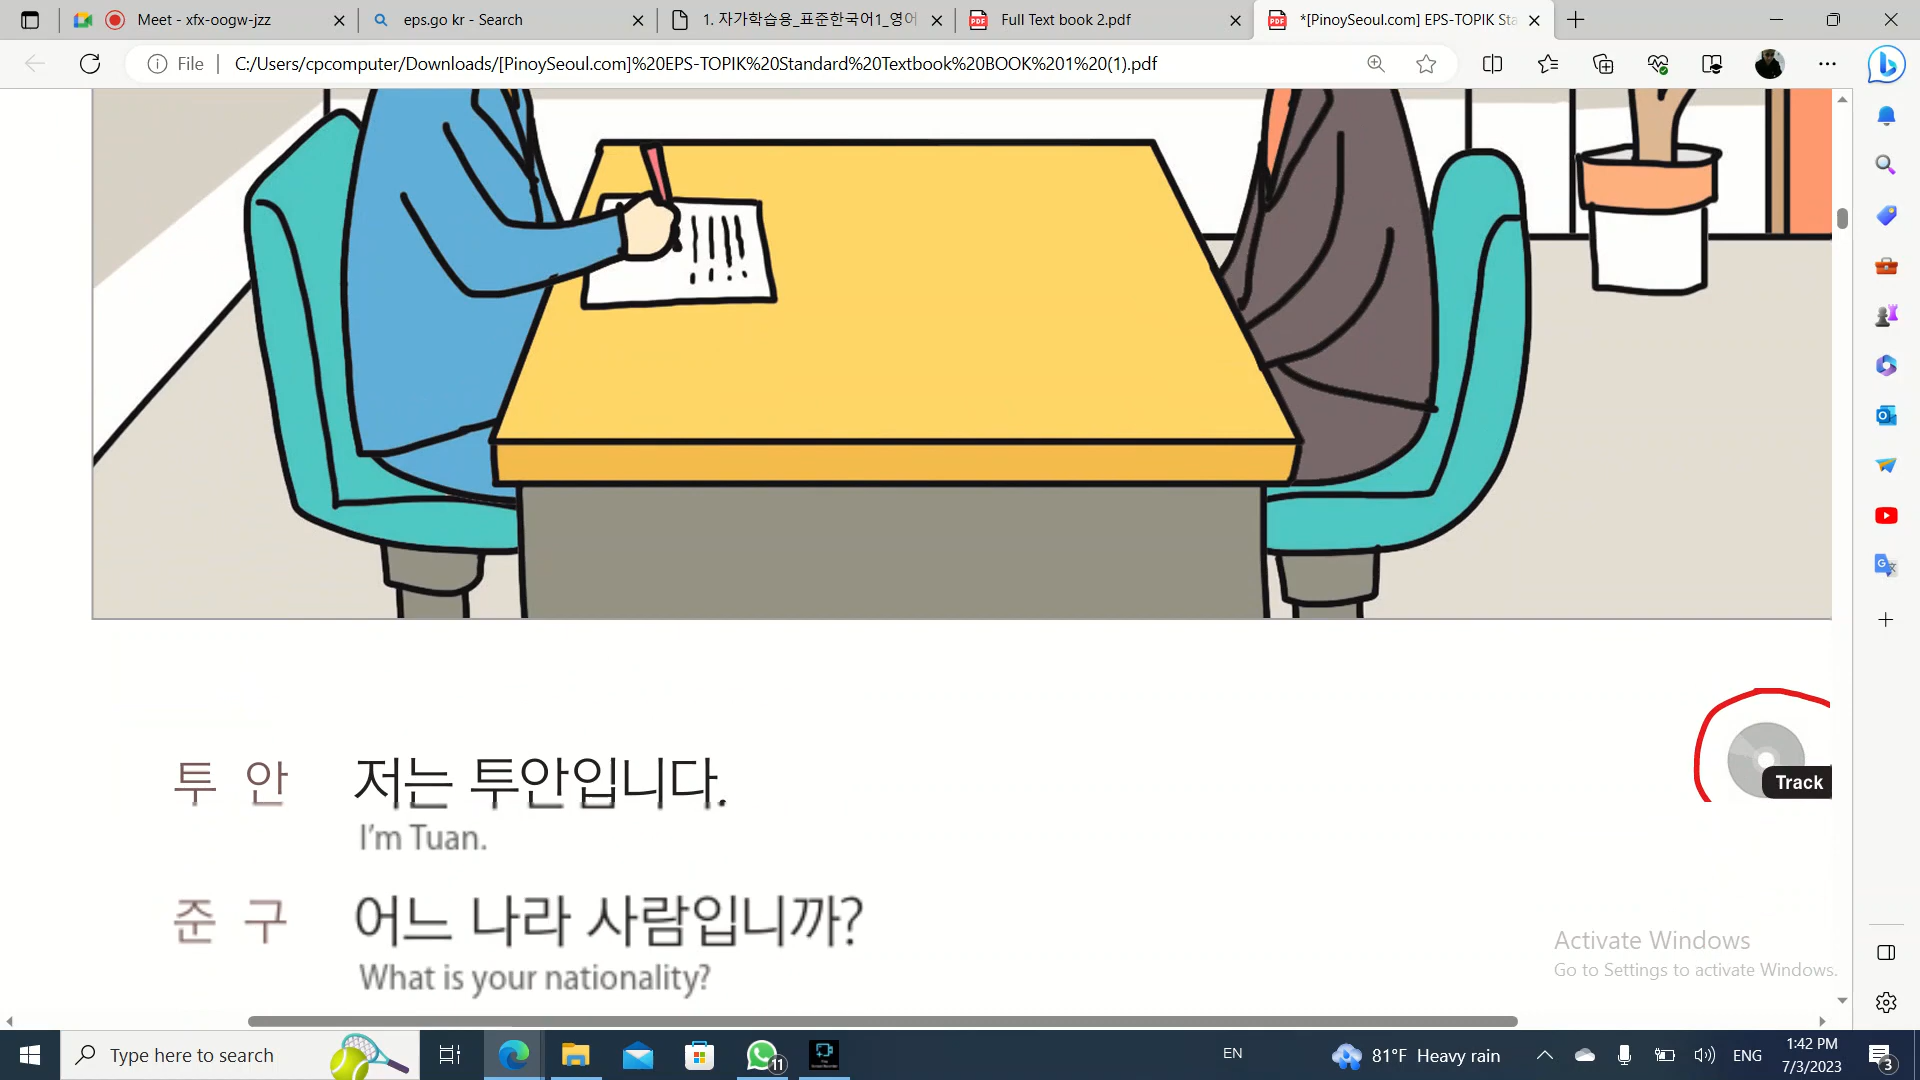 Meet - xfx-oogw-jzz
eps.go kr - Search
1. 자가학습용_표준한국어1_영어
Full Text book 2.pdf
*[PinoySeoul.com] EPS-TOPIK Sta
File
C:/Users/cpcomputer/Downloads/[PinoySeoul.com]%20EPS-TOPIK%20Standard%20Textbook%20BOOK%201%20(1).pdf
Track
투 안 저는 투안입니다.
I'm Tuan.
준 구 어느 나라 사람입니까?
What is your nationality?
Activate Windows
Go to Settings to activate Windows.
Type here to search
11
EN
81°F Heavy rain
ENG
1:42 PM
7/3/2023
3